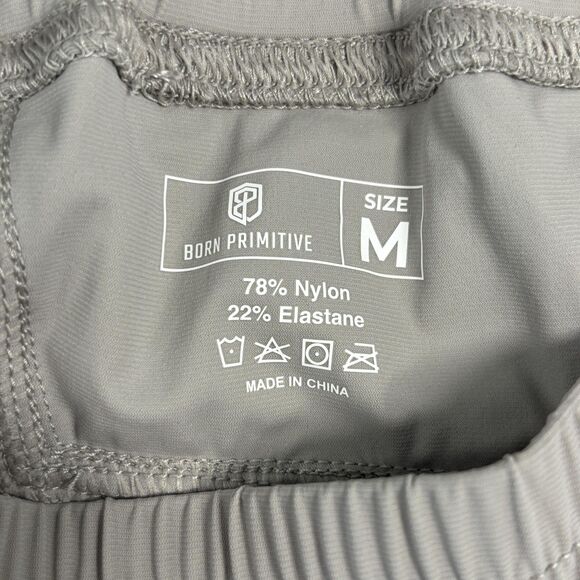 SIZE
M
BORN PRIMITIVE
78% Nylon
22% Elastane
MADE IN CHINA